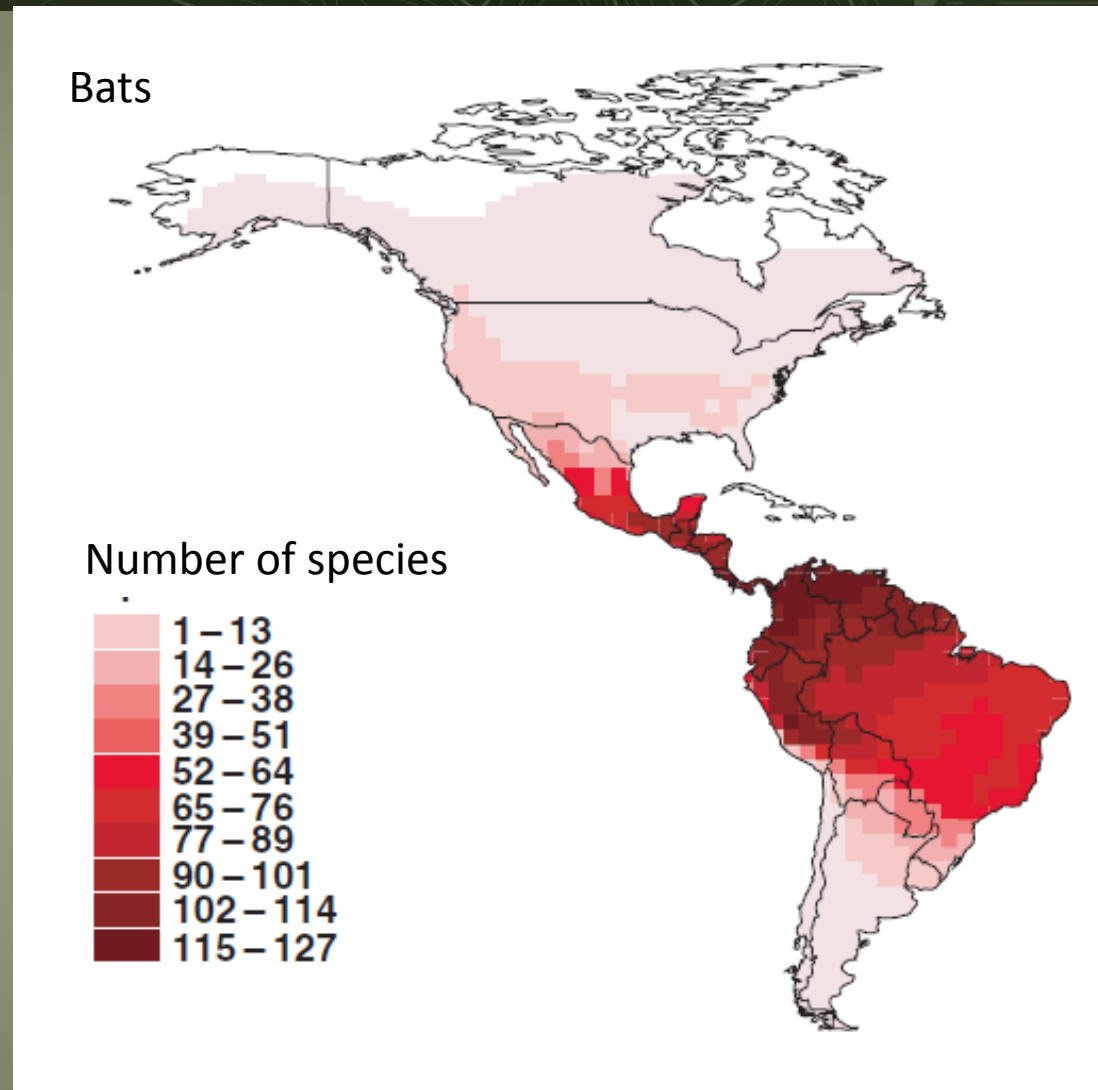 Bats
Number of species
1 – 13
14 – 26
27 – 38
39 – 51
52 – 64
65 – 76
77 – 89
90 – 101
102 – 114
115 – 127